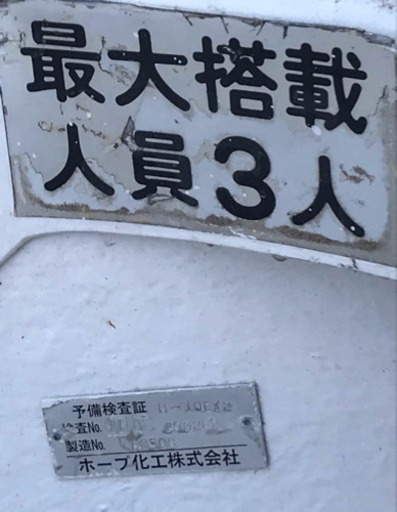 最大搭載
人員3人
予備検査証
検査No.
製造No.
ホープ化工株式会社